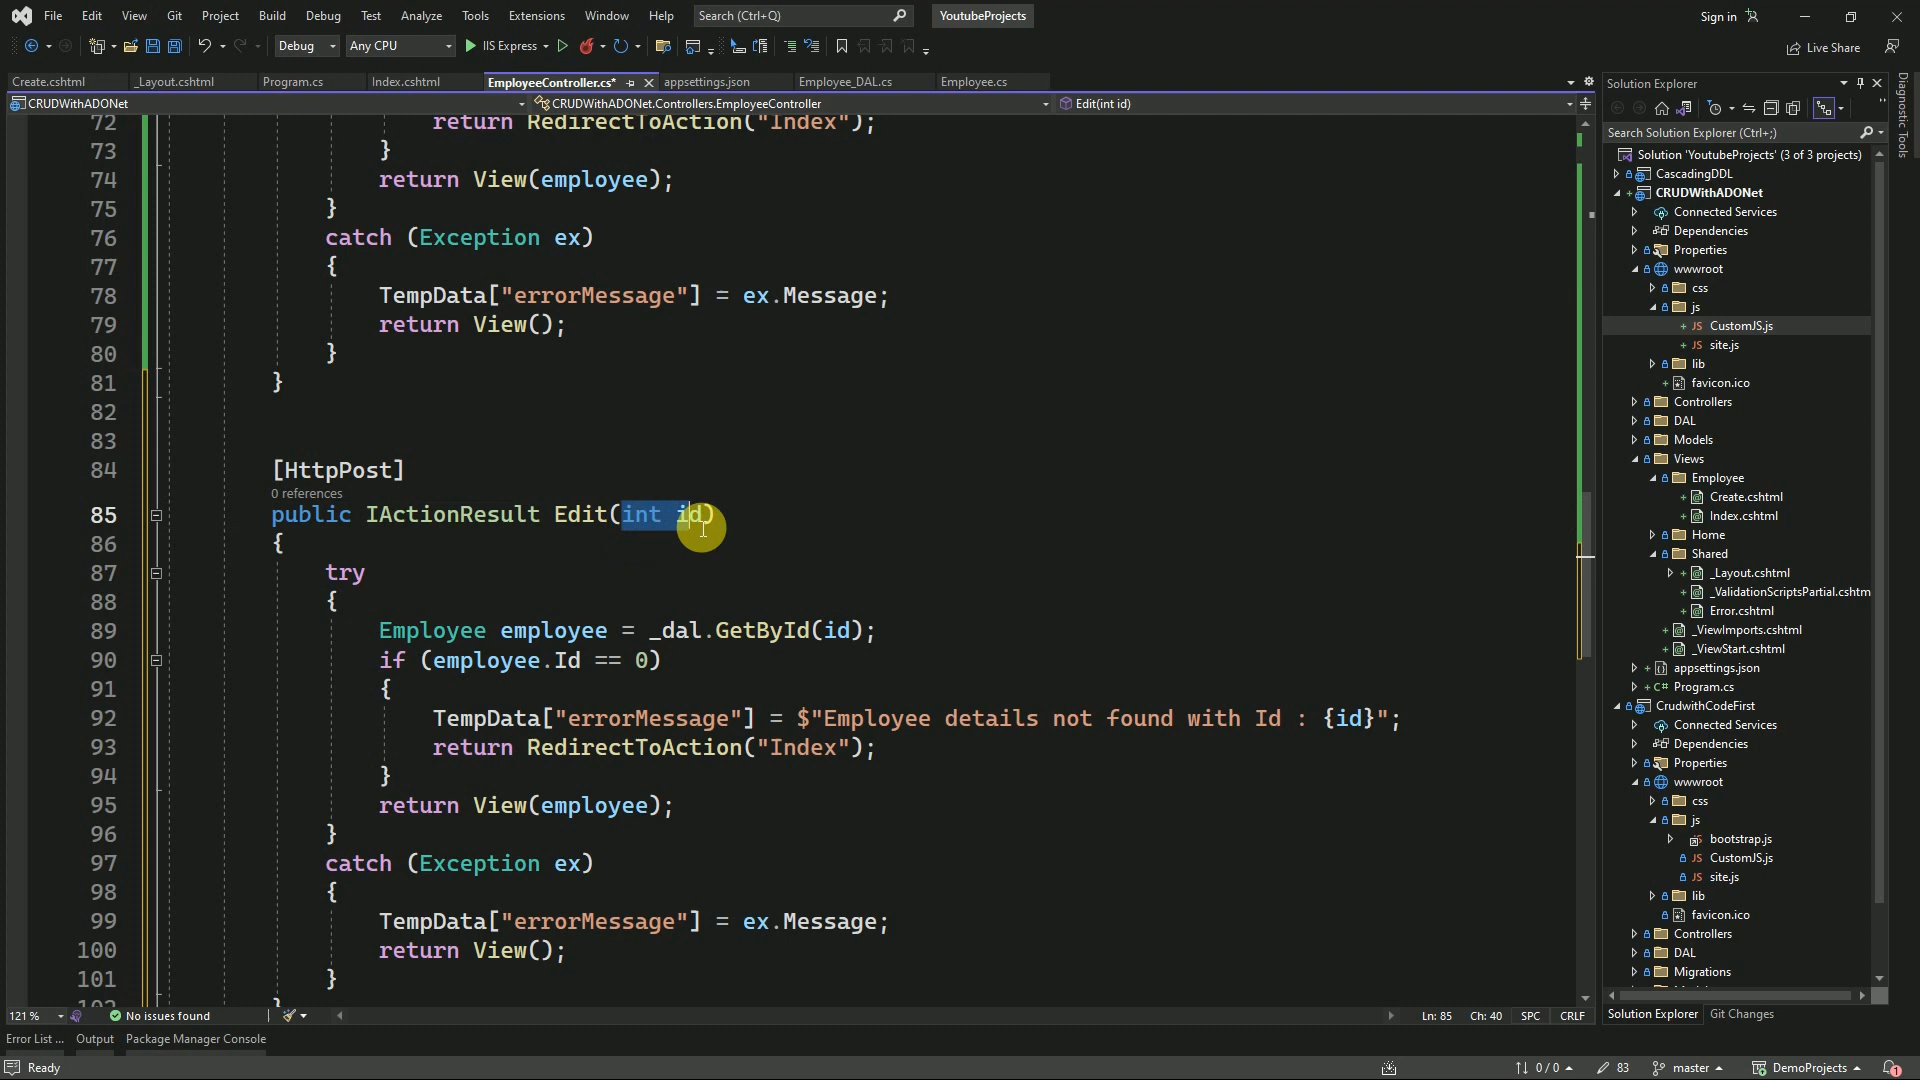 File Edit View Git Project Build Debug Test Analyze Tools Extensions Window Help Search (Ctrl+Q) YoutubeProjects Sign in
Debug Any CPU IIS Express Live Share
Create.cshtml _Layout.cshtml Program.cs Index.cshtml EmployeeController.cs* appsettings.json Employee_DAL.cs Employee.cs
CRUDWithADONet CRUDWithADONet.Controllers.EmployeeController Edit(int id)
72 return RedirectToAction("Index");
73 }
74 return View(employee);
75 }
76 catch (Exception ex)
77 {
78 TempData["errorMessage"] = ex.Message;
79 return View();
80 }
81 }
82
83
84 [HttpPost]
0 references
85 public IActionResult Edit(int id)
86 {
87 try
88 {
89 Employee employee = _dal.GetById(id);
90 if (employee.Id == 0)
91 {
92 TempData["errorMessage"] = $"Employee details not found with Id : {id}";
93 return RedirectToAction("Index");
94 }
95 return View(employee);
96 }
97 catch (Exception ex)
98 {
99 TempData["errorMessage"] = ex.Message;
100 return View();
101 }
102 }
121 % No issues found Ln: 85 Ch: 40 SPC CRLF
Error List ... Output Package Manager Console
Ready 0 / 0 83 master DemoProjects 1
Solution Explorer
Search Solution Explorer (Ctrl+;)
Solution 'YoutubeProjects' (3 of 3 projects)
CascadingDDL
CRUDWithADONet
Connected Services
Dependencies
Properties
wwwroot
css
js
JS CustomJS.js
JS site.js
lib
favicon.ico
Controllers
DAL
Models
Views
Employee
Create.cshtml
Index.cshtml
Home
Shared
_Layout.cshtml
_ValidationScriptsPartial.cshtm
Error.cshtml
_ViewImports.cshtml
_ViewStart.cshtml
appsettings.json
C# Program.cs
CrudwithCodeFirst
Connected Services
Dependencies
Properties
wwwroot
css
js
bootstrap.js
JS CustomJS.js
JS site.js
lib
favicon.ico
Controllers
DAL
Migrations
Solution Explorer Git Changes
Diagnostic Tools